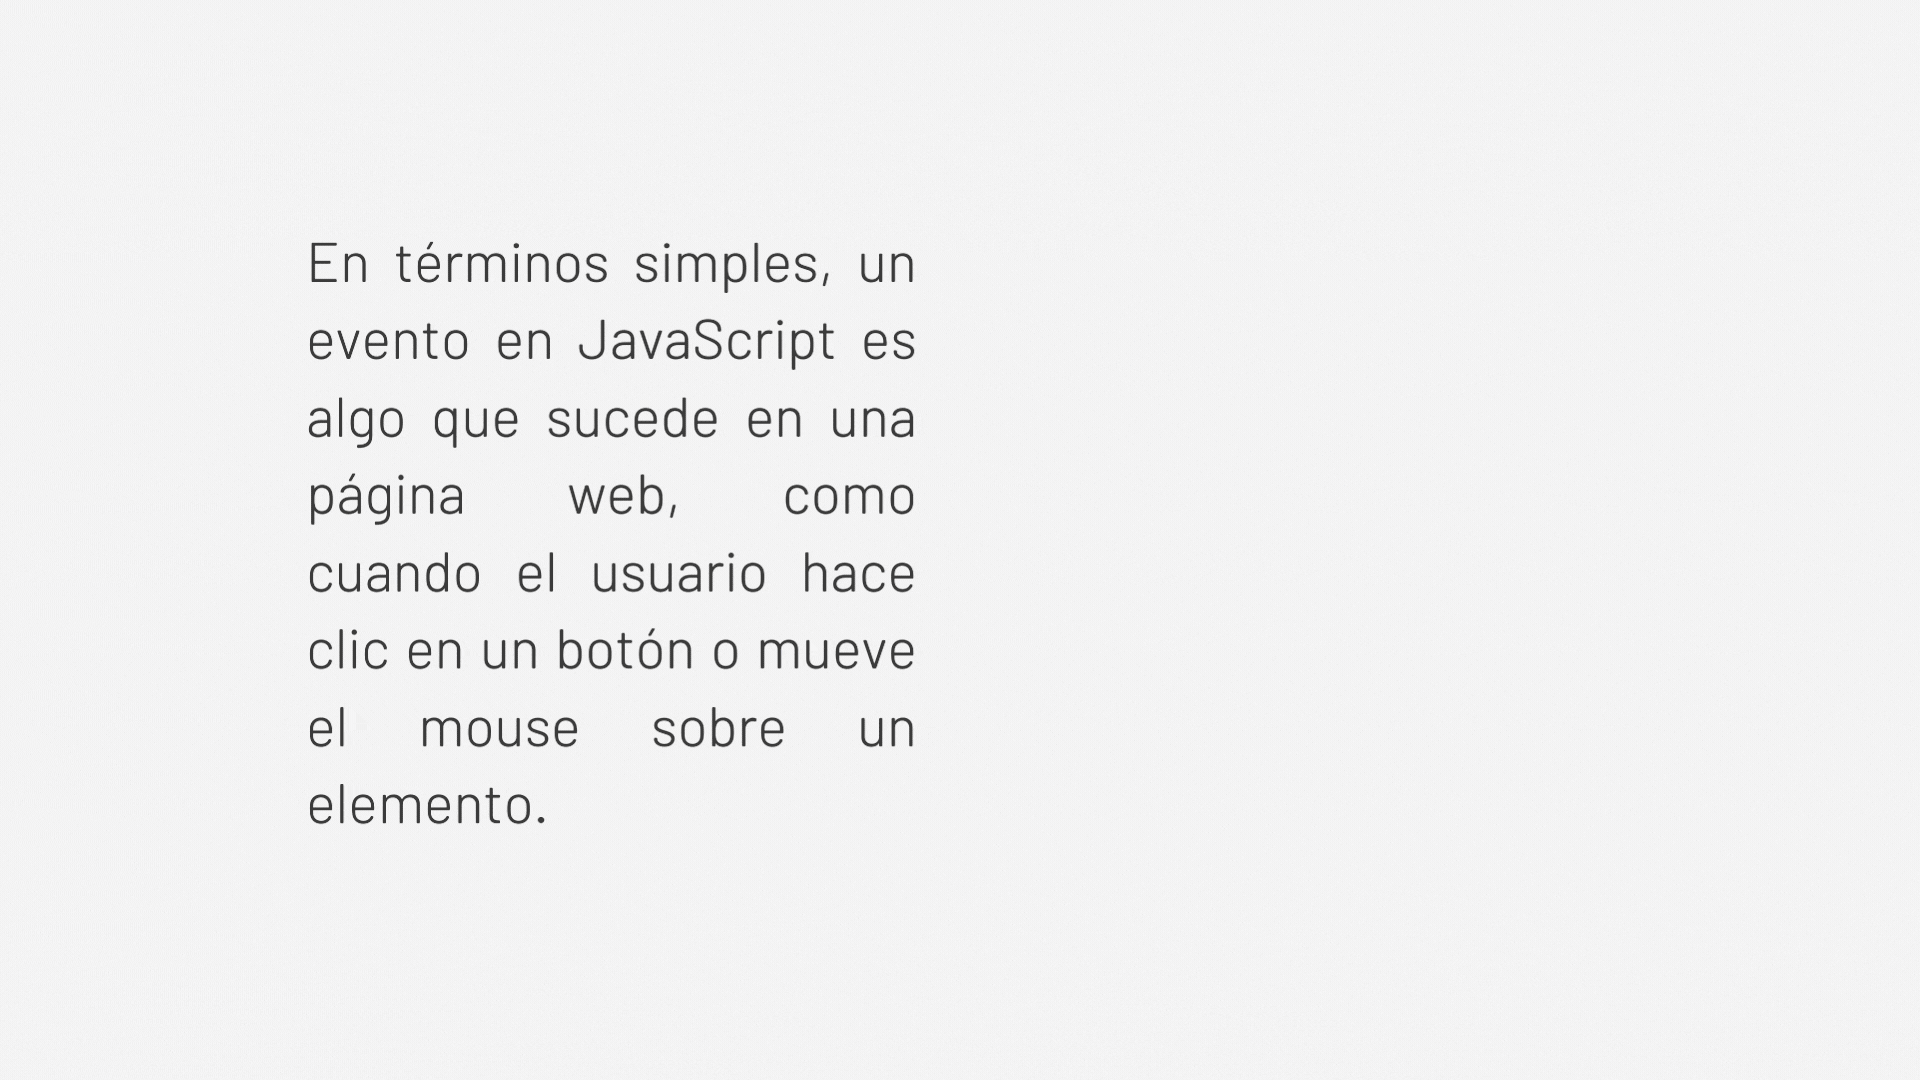 En términos simples, un
evento en JavaScript es
algo que sucede en una
página web, como
cuando el usuario hace
clic en un botón o mueve
el mouse sobre un
elemento.